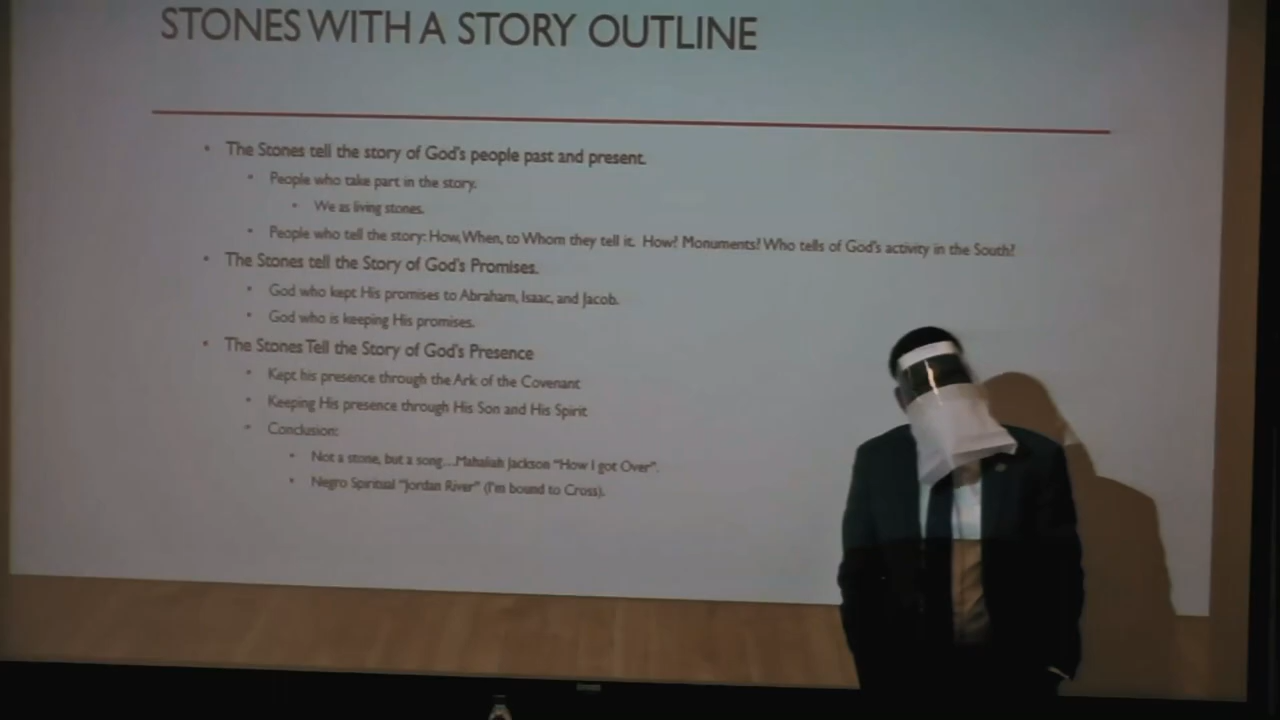 STONES WITH A STORY OUTLINE
The Stones tell the story of God's people past and present.
People who take part in the story.
We as living stones.
People who tell the story: How, When, to Whom they tell it. How? Monuments! Who tells of God's activity in the South?
The Stones tell the Story of God's Promises.
God who kept His promises to Abraham, Isaac, and Jacob.
God who is keeping His promises.
The Stones Tell the Story of God's Presence
Kept his presence through the Ark of the Covenant
Keeping His presence through His Son and His Spirit
Conclusion:
Not a stone, but a song...Mahaliah Jackson "How I got Over".
Negro Spiritual "Jordan River" (I'm bound to Cross).